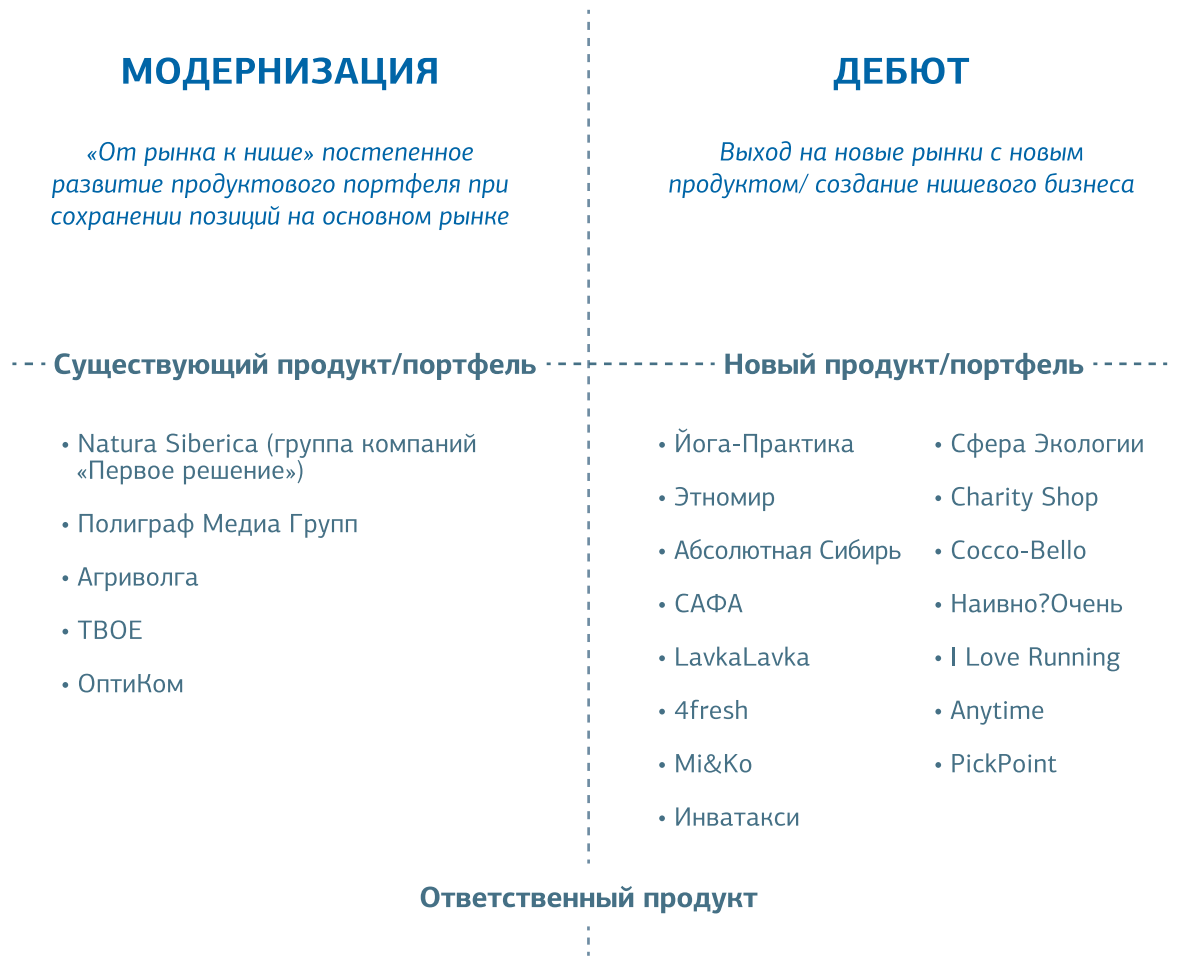 МОДЕРНИЗАЦИЯ
«От рынка к нише» постепенное
развитие продуктового портфеля при
сохранении позиций на основном рынке
ДЕБЮТ
Выход на новые рынки с новым
продуктом/ создание нишевого бизнеса
Существующий продукт/портфель
Новый продукт/портфель
• Natura Siberica (группа компаний
«Первое решение»)
• Полиграф Медиа Групп
• Агриволга
• ТВОЕ
• ОптиКом
• Йога-Практика
• Этномир
• Абсолютная Сибирь
• САФА
• LavkaLavka
• 4fresh
• Mi&Ko
• Инватакси
• Сфера Экологии
• Charity Shop
• Cocco-Bello
• Наивно?Очень
• I Love Running
• Anytime
• PickPoint
Ответственный продукт